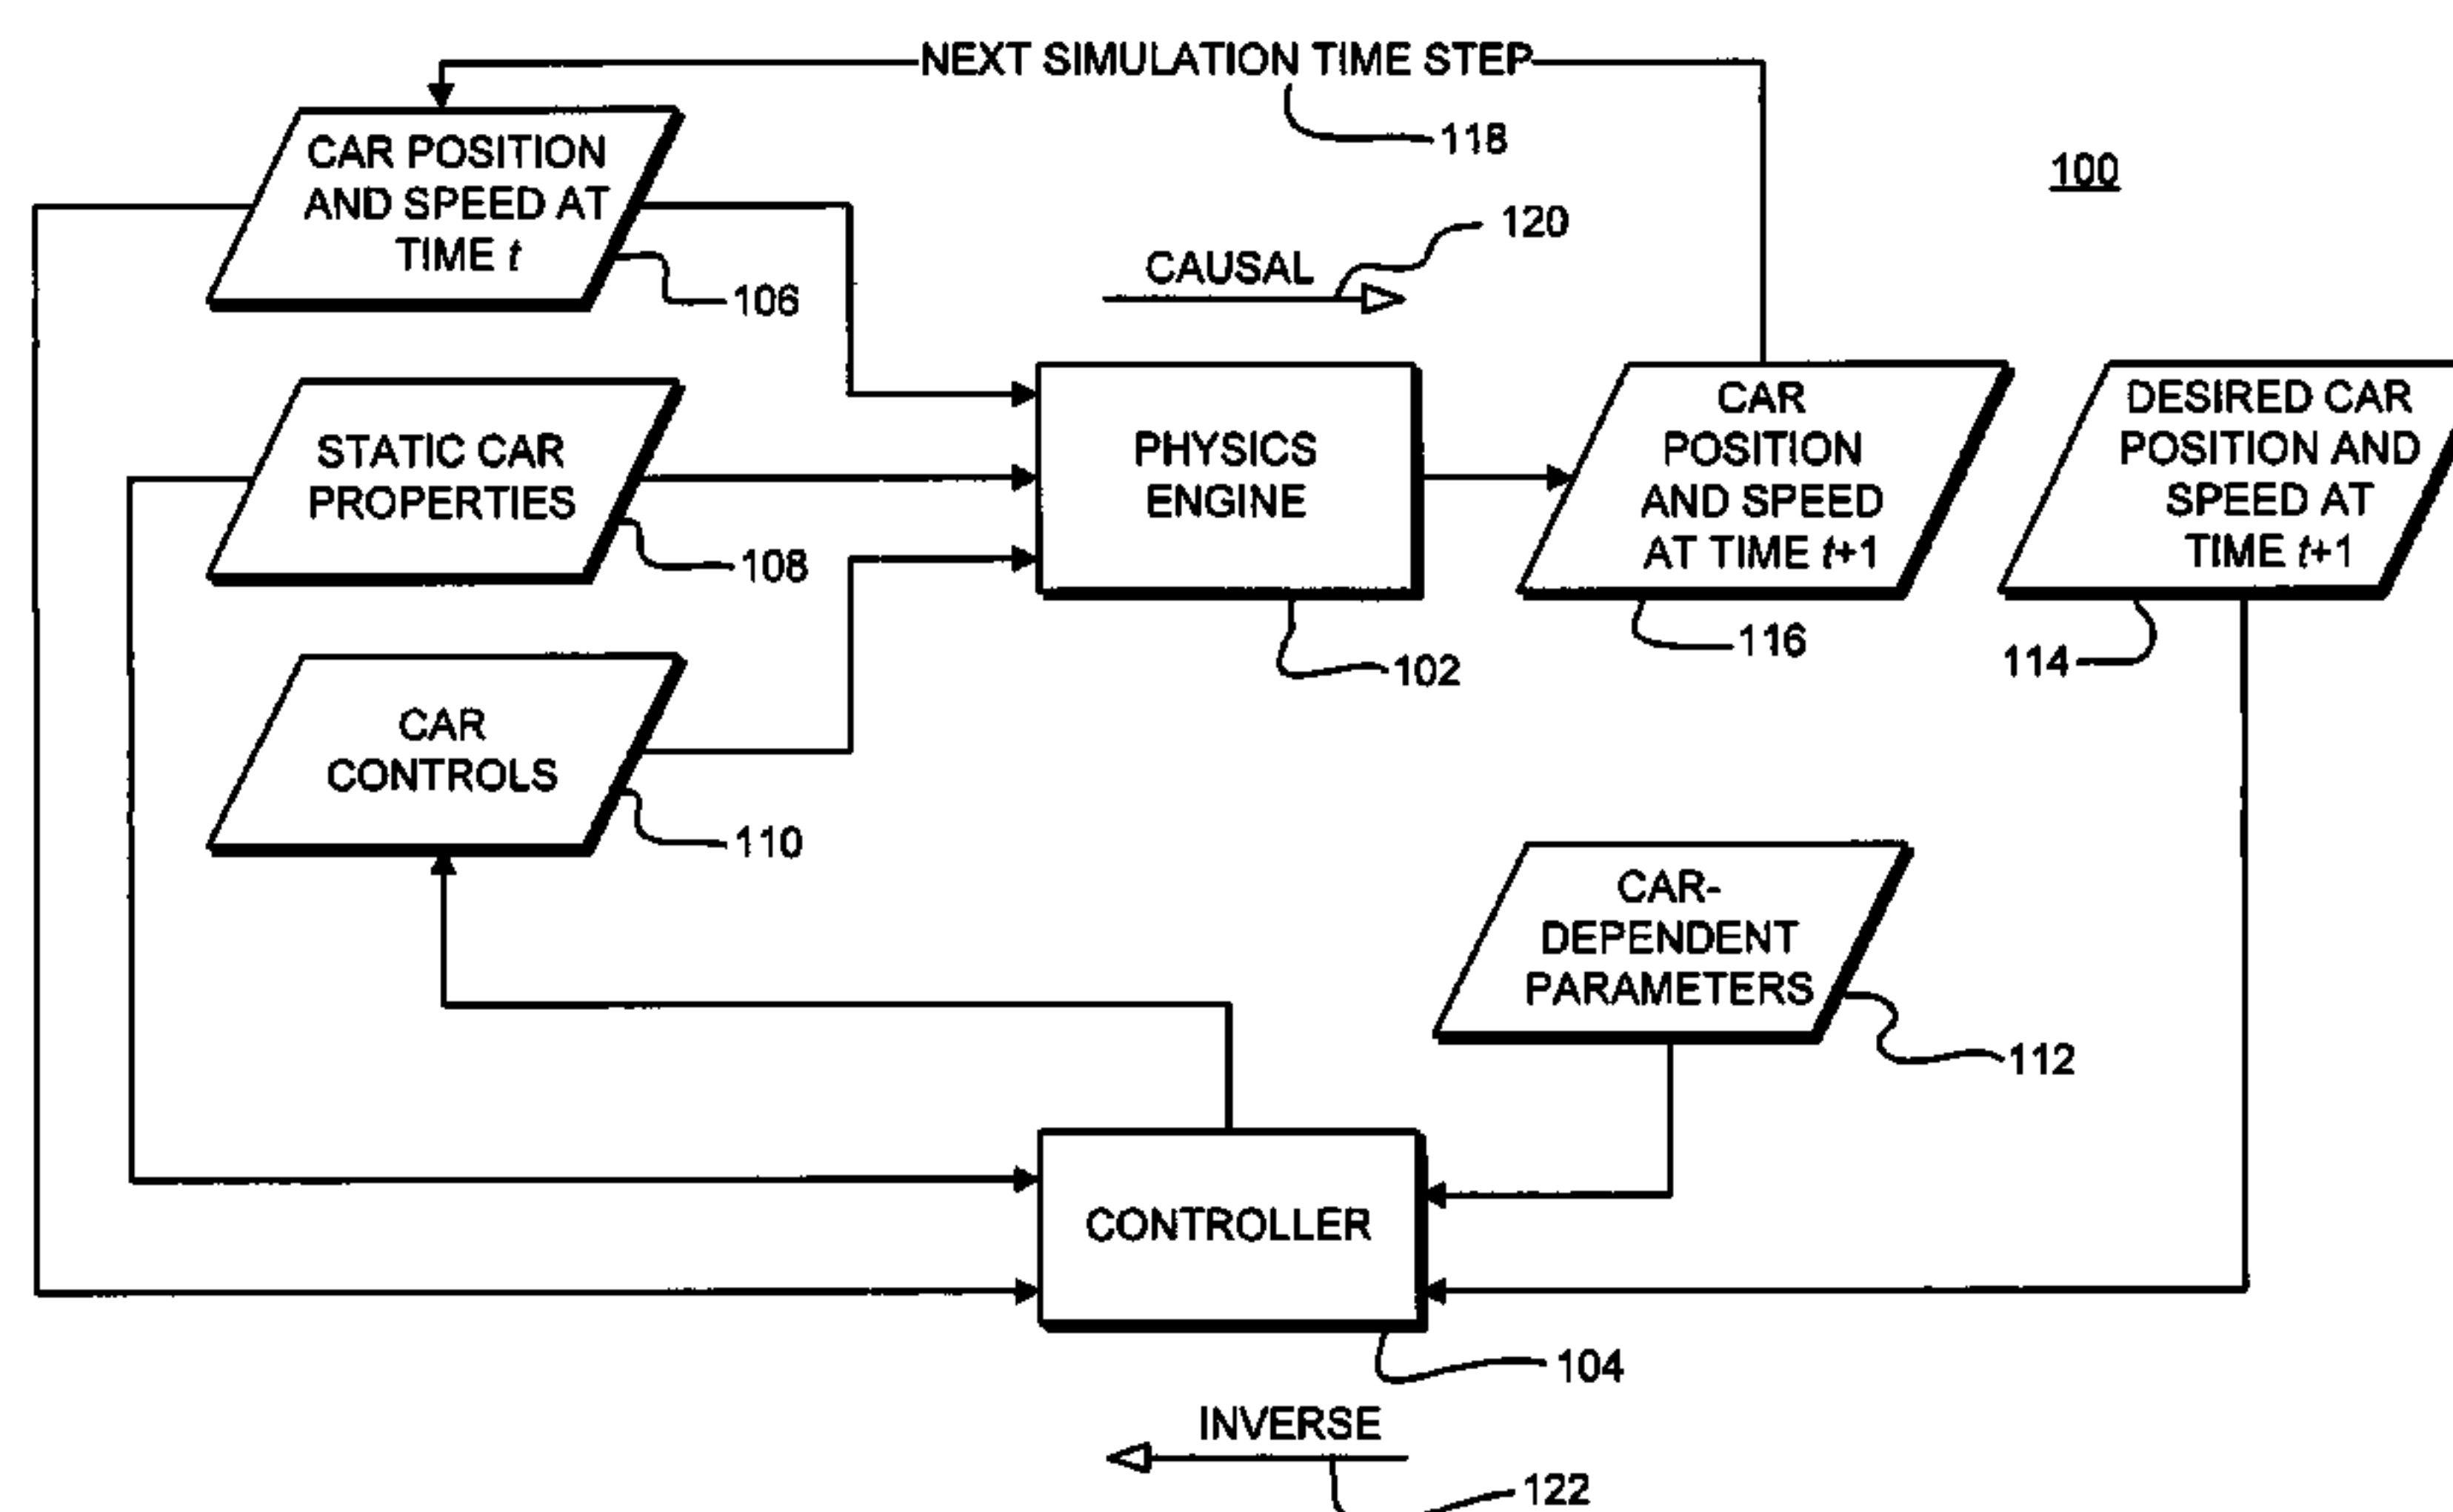 NEXT SIMULATION TIME STEP
118
100
CAR POSITION
AND SPEED AT
TIME t
106
CAUSAL
120
STATIC CAR
PROPERTIES
108
PHYSICS
ENGINE
102
CAR
POSITION
AND SPEED
AT TIME t+1
116
DESIRED CAR
POSITION AND
SPEED AT
TIME t+1
114
CAR
CONTROLS
110
CAR-
DEPENDENT
PARAMETERS
112
CONTROLLER
104
INVERSE
122